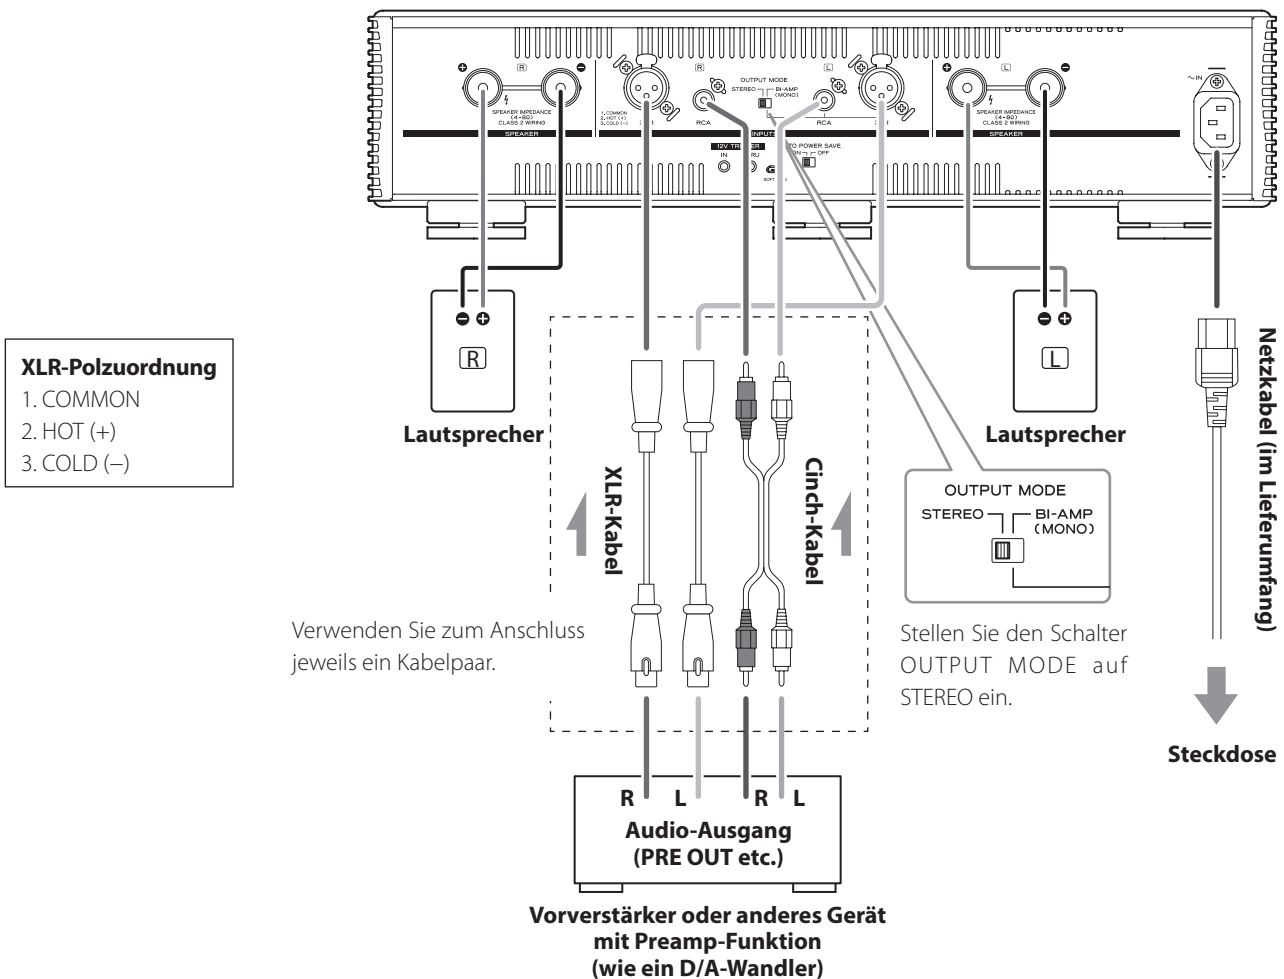 R
L
OUTPUT MODE
STEREO
BI-AMP
(MONO)
∼ IN
SPEAKER IMPEDANCE
(4 - 8Ω)
CLASS 2 WIRING
SPEAKER
1. COMMON
2. HOT (+)
3. COLD (−)
RCA
INPUTS
RCA
R
L
SPEAKER IMPEDANCE
(4 - 8Ω)
CLASS 2 WIRING
SPEAKER
12V
IN
POWER SAVE
OFF
XLR-Polzuordnung
1. COMMON
2. HOT (+)
3. COLD (−)
R
Lautsprecher
L
Lautsprecher
XLR-Kabel
Cinch-Kabel
Netzkabel (im Lieferumfang)
OUTPUT MODE
STEREO
BI-AMP
(MONO)
Verwenden Sie zum Anschluss
jeweils ein Kabelpaar.
Stellen Sie den Schalter
OUTPUT MODE auf
STEREO ein.
Steckdose
R L R L
Audio-Ausgang
(PRE OUT etc.)
Vorverstärker oder anderes Gerät
mit Preamp-Funktion
(wie ein D/A-Wandler)